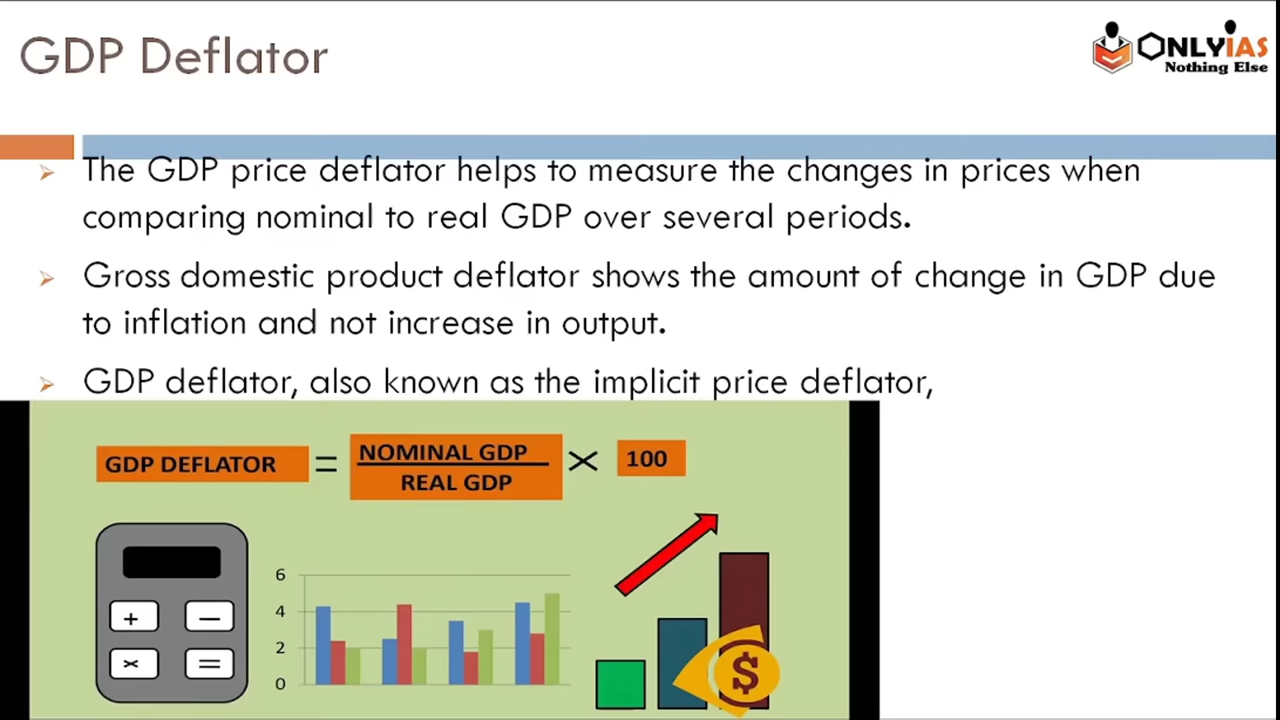 GDP Deflator
ONLYIAS
Nothing Else
The GDP price deflator helps to measure the changes in prices when
comparing nominal to real GDP over several periods.
Gross domestic product deflator shows the amount of change in GDP due
to inflation and not increase in output.
GDP deflator, also known as the implicit price deflator,
GDP DEFLATOR = NOMINAL GDP × 100
REAL GDP
+ −
× =
6
4
2
0
$